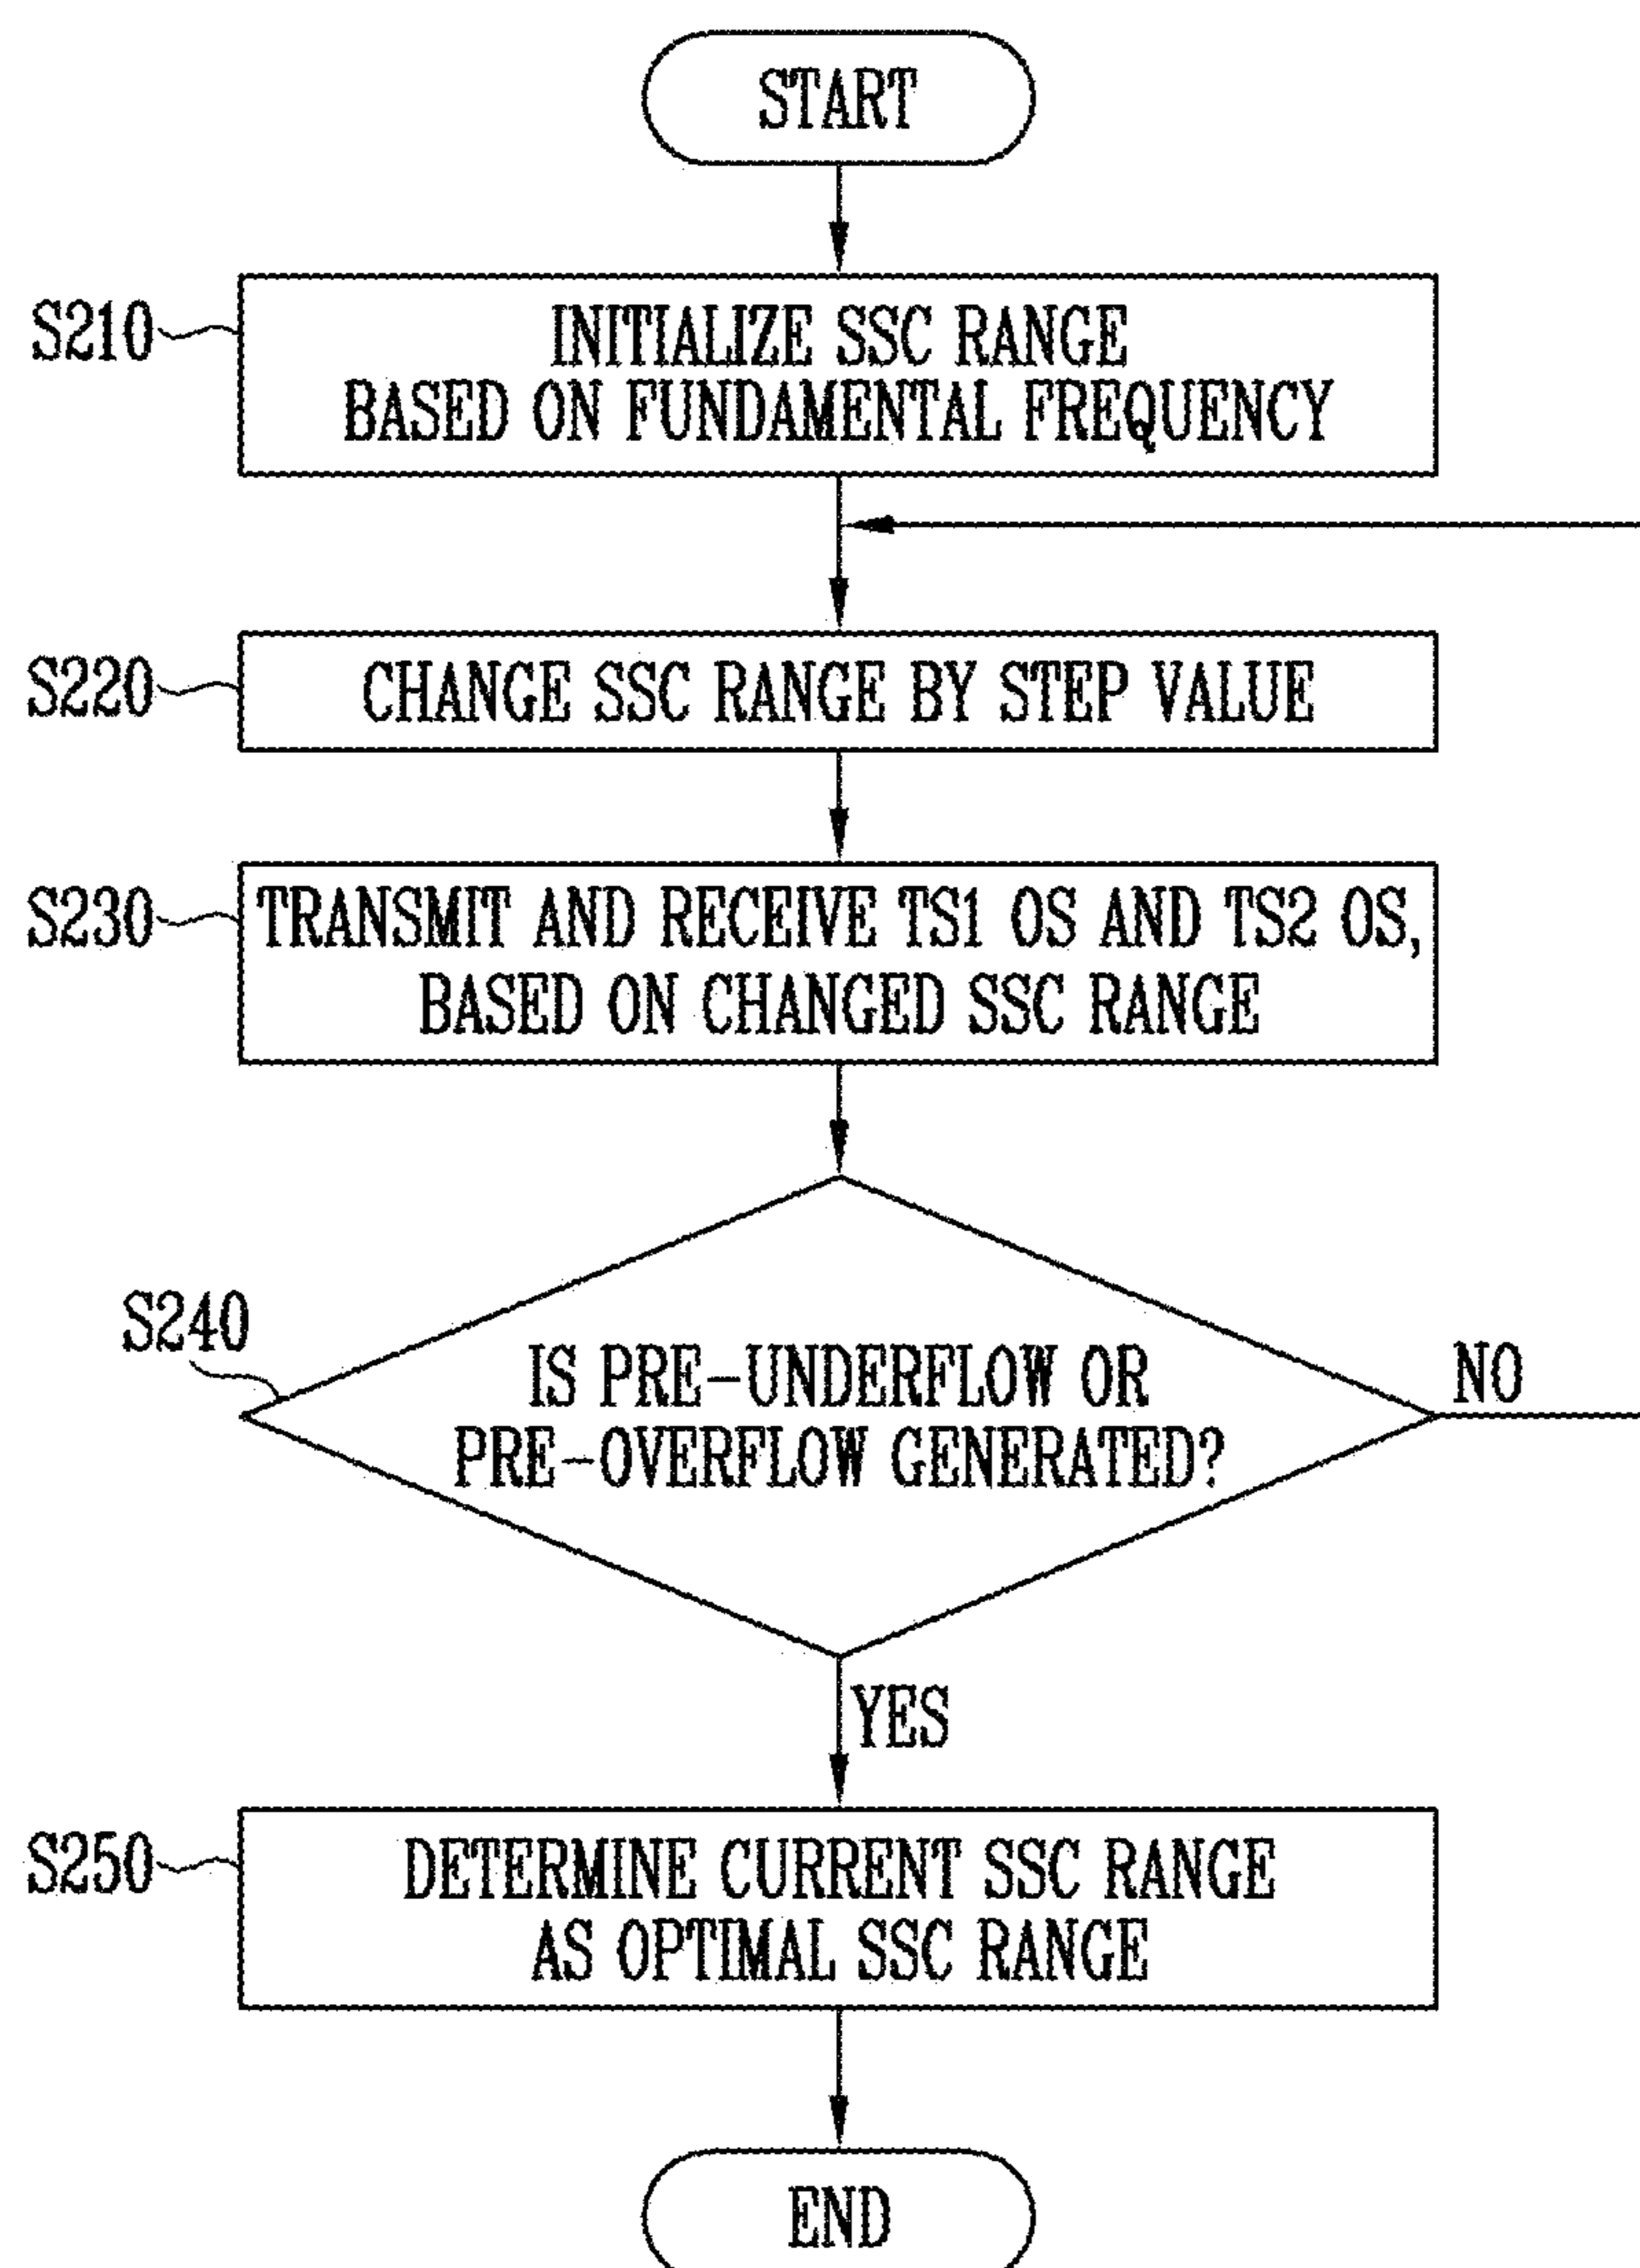 START
S210
INITIALIZE SSC RANGE
BASED ON FUNDAMENTAL FREQUENCY
S220
CHANGE SSC RANGE BY STEP VALUE
S230
TRANSMIT AND RECEIVE TS1 OS AND TS2 OS,
BASED ON CHANGED SSC RANGE
S240
IS PRE-UNDERFLOW OR
PRE-OVERFLOW GENERATED?
NO
YES
S250
DETERMINE CURRENT SSC RANGE
AS OPTIMAL SSC RANGE
END